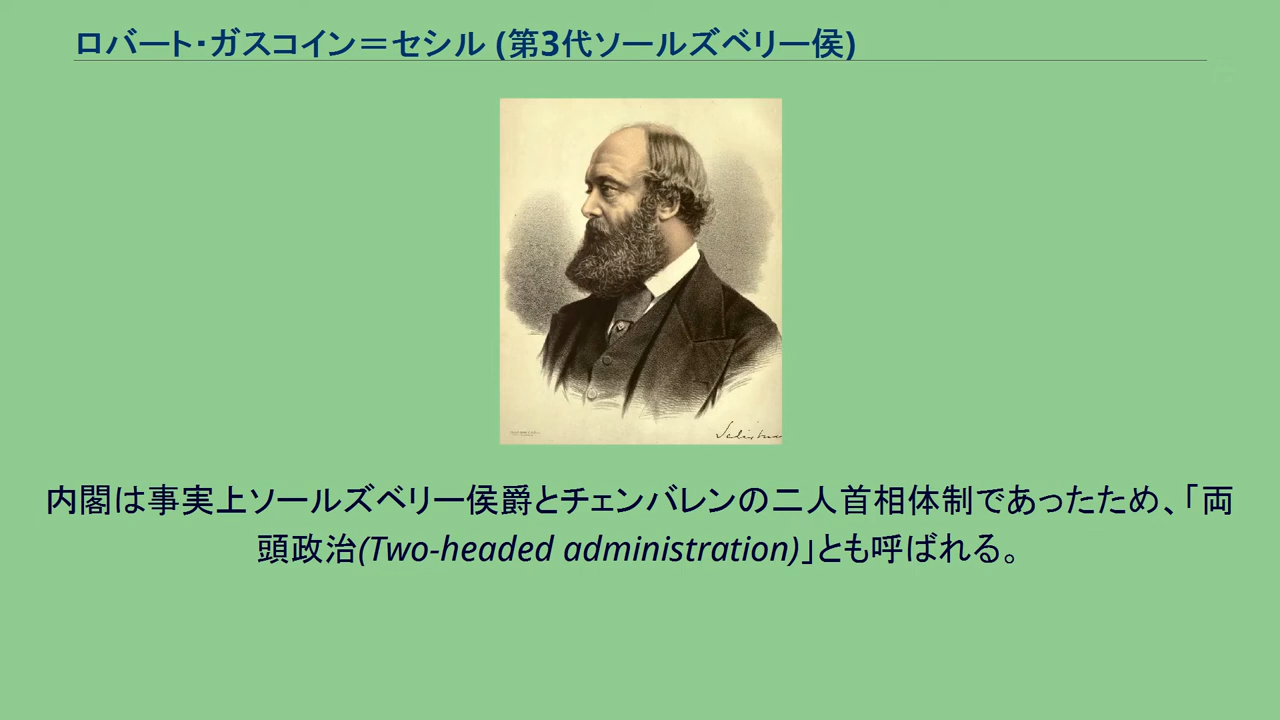 ロバート・ガスコイン＝セシル (第3代ソールズベリー侯)
内閣は事実上ソールズベリー侯爵とチェンバレンの二人首相体制であったため、「両
頭政治(Two-headed administration)」とも呼ばれる。